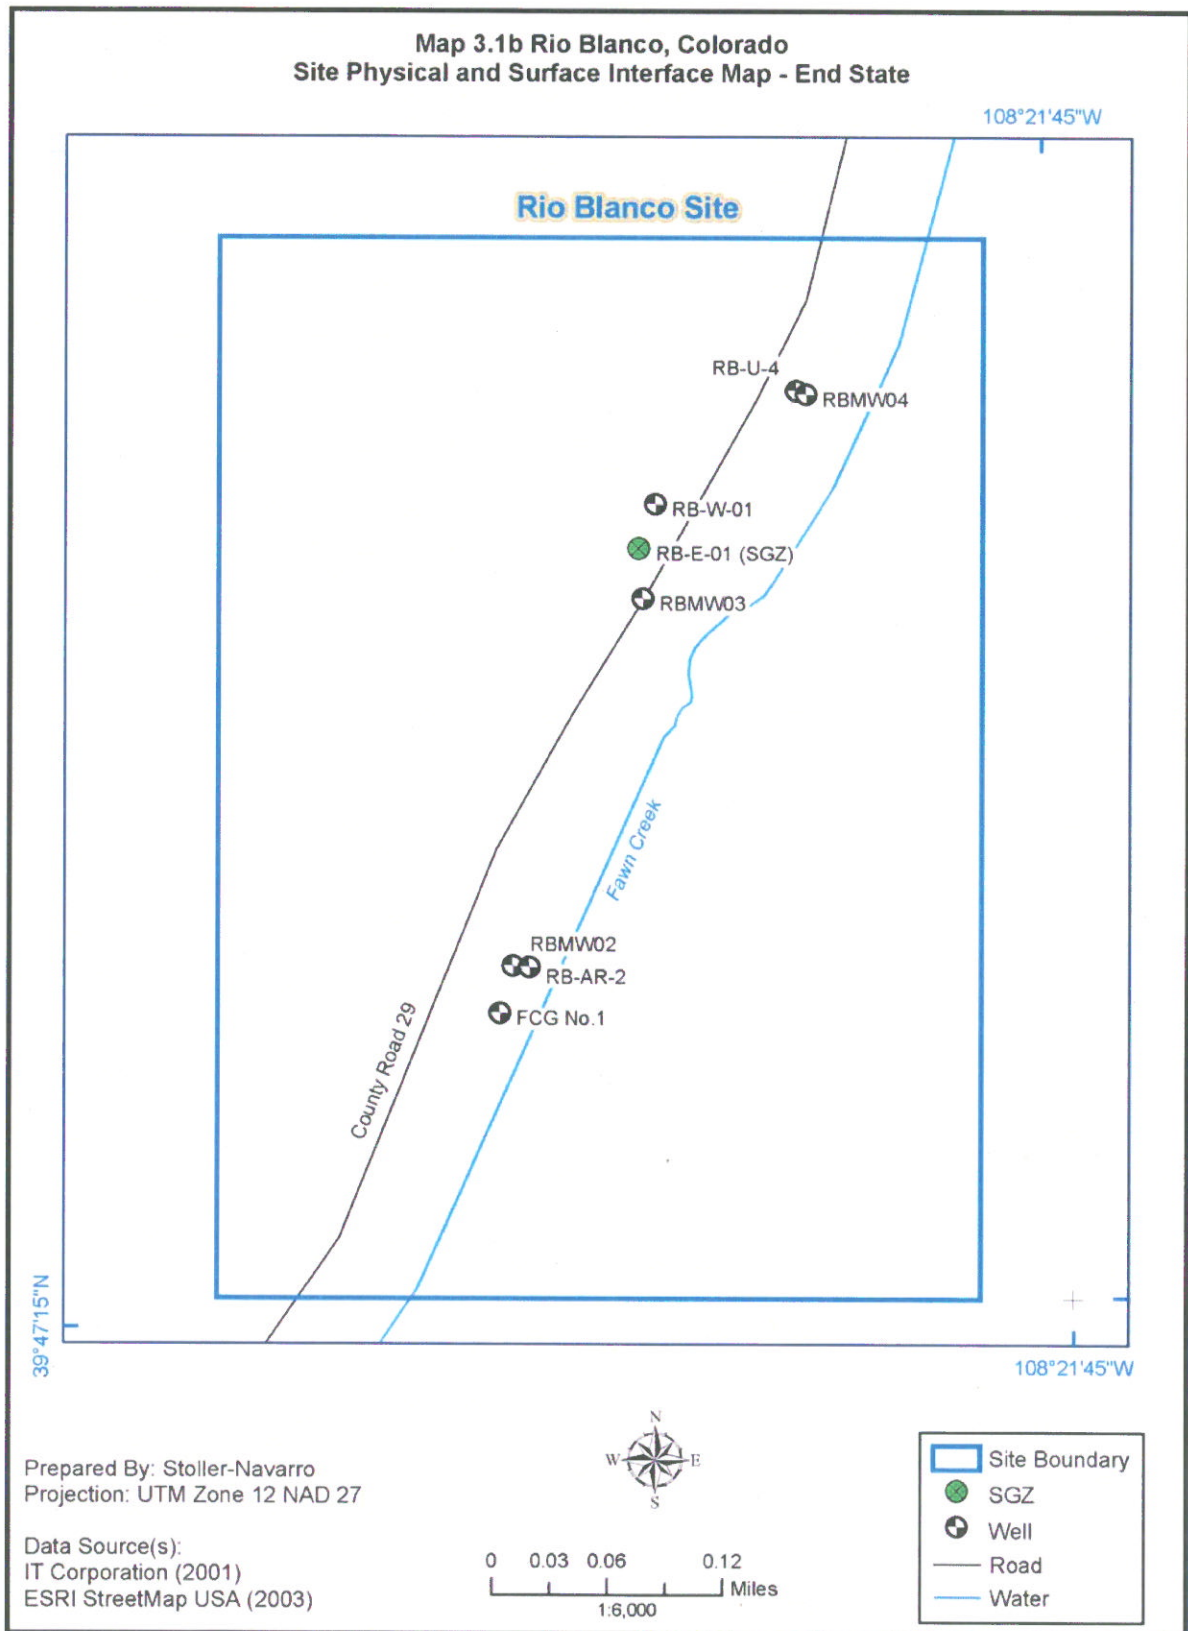 Map 3.1b Rio Blanco, Colorado
Site Physical and Surface Interface Map - End State
108°21'45"W
Rio Blanco Site
RB-U-4
RBMW04
RB-W-01
RB-E-01 (SGZ)
RBMW03
Fawn Creek
RBMW02
RB-AR-2
FCG No.1
County Road 29
39°47'15"N
108°21'45"W
Prepared By: Stoller-Navarro
Projection: UTM Zone 12 NAD 27
Data Source(s):
IT Corporation (2001)
ESRI StreetMap USA (2003)
N
W E
S
0 0.03 0.06 0.12
Miles
1:6,000
Site Boundary
SGZ
Well
Road
Water